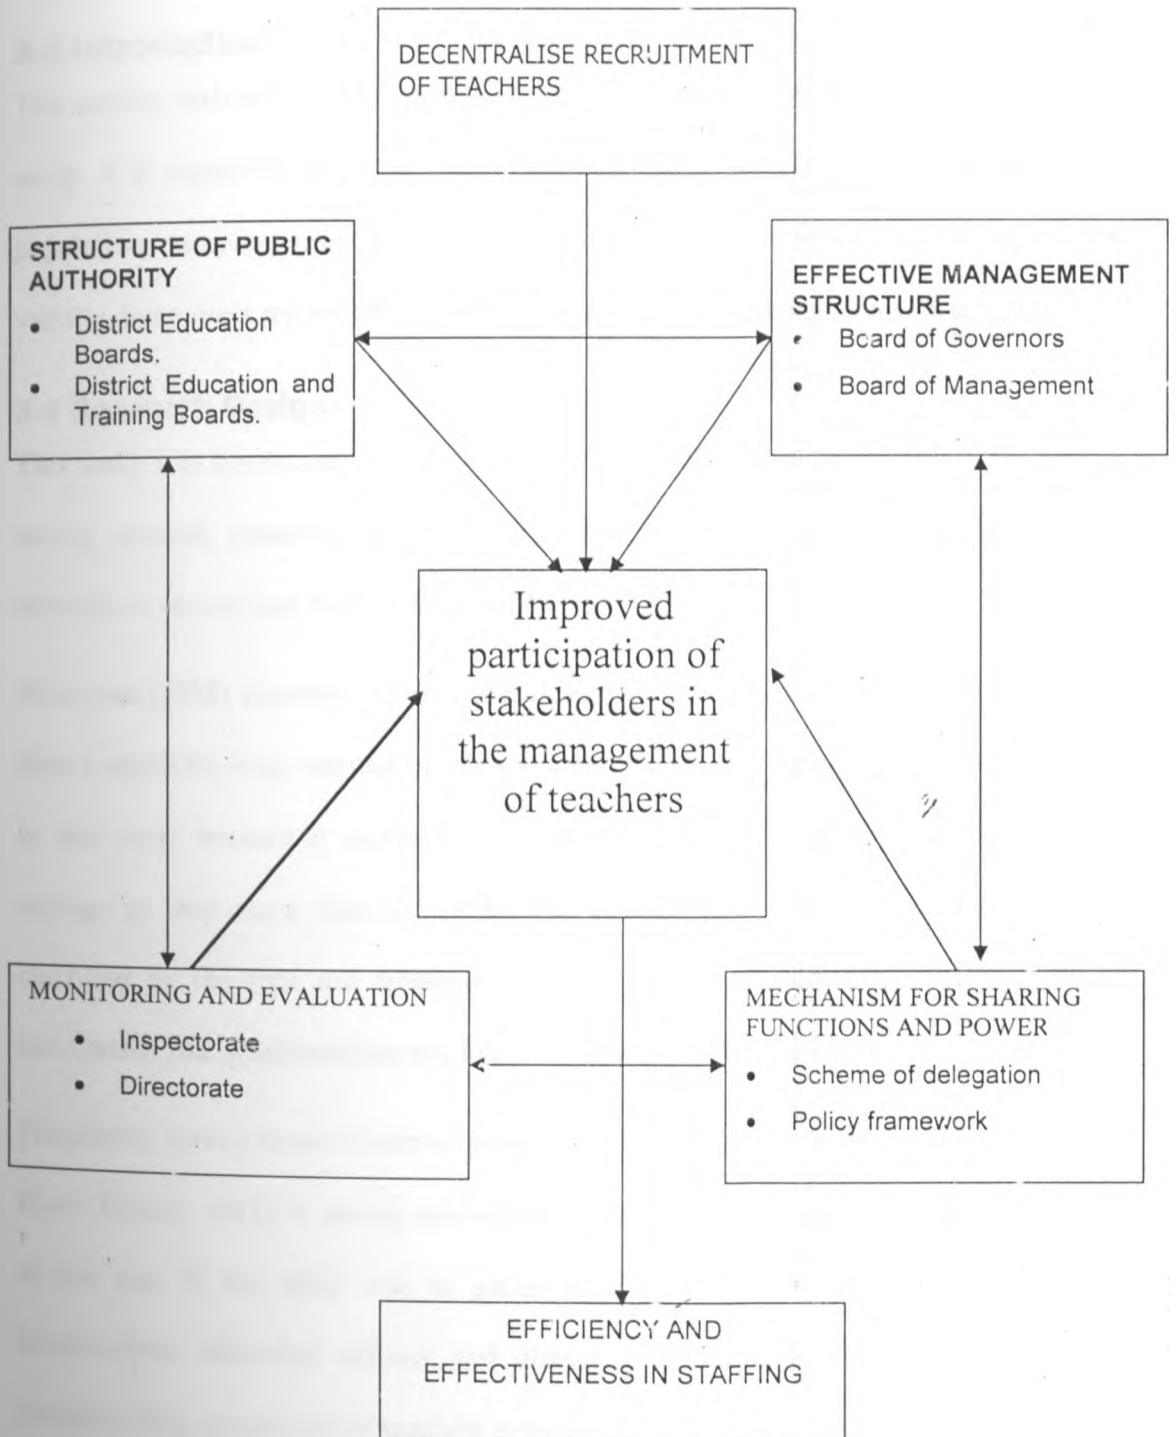 DECENTRALISE RECRUITMENT
OF TEACHERS
STRUCTURE OF PUBLIC
AUTHORITY
• District Education
Boards.
• District Education and
Training Boards.
EFFECTIVE MANAGEMENT
STRUCTURE
• Board of Governors
• Board of Management
Improved
participation of
stakeholders in
the management
of teachers
MONITORING AND EVALUATION
• Inspectorate
• Directorate
MECHANISM FOR SHARING
FUNCTIONS AND POWER
• Scheme of delegation
• Policy framework
EFFICIENCY AND
EFFECTIVENESS IN STAFFING